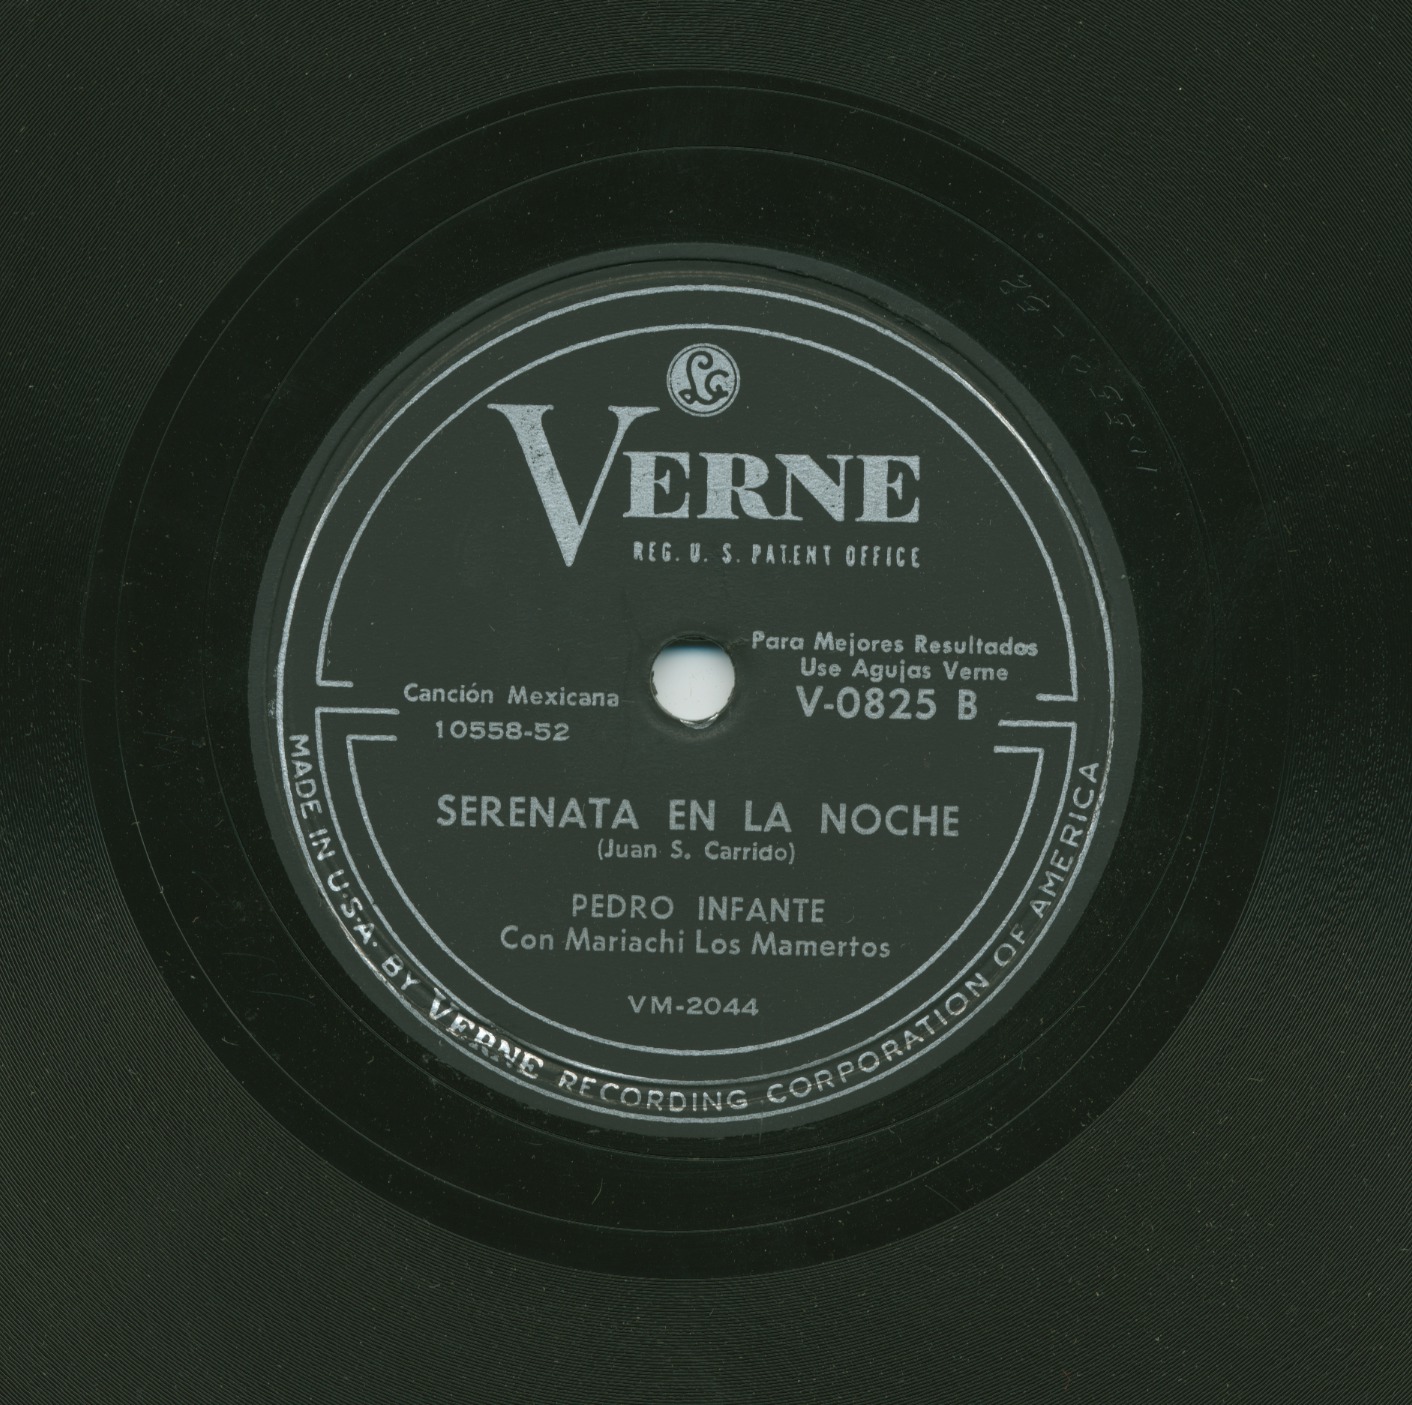 LG
VERNE
REG. U. S. PATENT OFFICE
Para Mejores Resultados
Use Agujas Verne
V-0825 B
Canción Mexicana
10558-52
SERENATA EN LA NOCHE
(Juan S. Carrido)
PEDRO INFANTE
Con Mariachi Los Mamertos
VM-2044
MADE IN U.S.A. BY VERNE RECORDING CORPORATION OF AMERICA